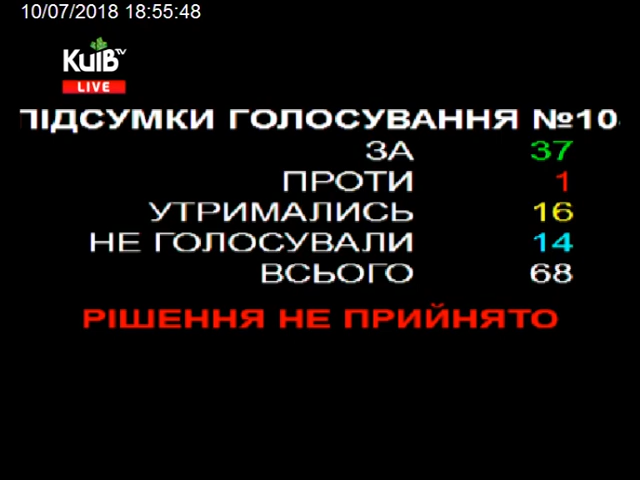 10/07/2018 18:55:48
КиїВ TV
LIVE
ПІДСУМКИ ГОЛОСУВАННЯ
ЗА 37
ПРОТИ 1
УТРИМАЛИСЬ 16
НЕ ГОЛОСУВАЛИ 14
ВСЬОГО 68
РІШЕННЯ НЕ ПРИЙНЯТО